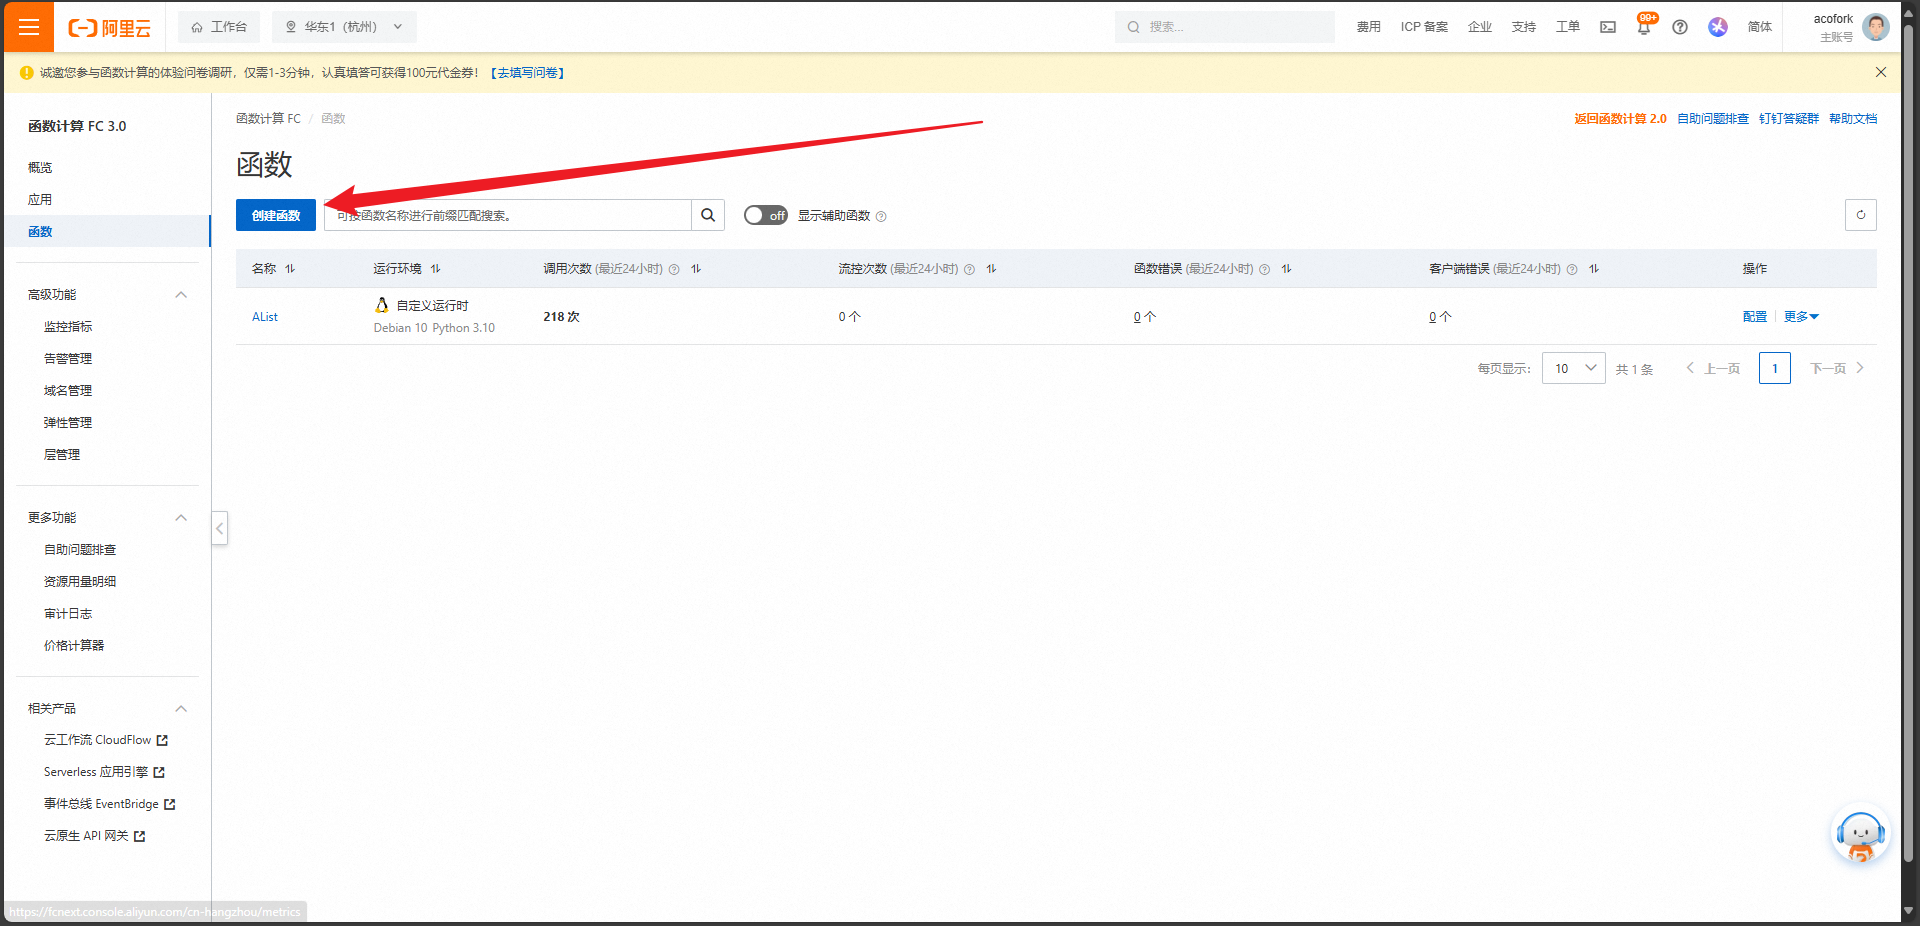 阿里云
工作台
华东1（杭州）
搜索...
费用
ICP 备案
企业
支持
工单
99+
简体
acofork
主账号
诚邀您参与函数计算的体验问卷调研，仅需1-3分钟，认真填答可获得100元代金券！【去填写问卷】
函数计算 FC 3.0
概览
应用
函数
高级功能
监控指标
告警管理
域名管理
弹性管理
层管理
更多功能
自助问题排查
资源用量明细
审计日志
价格计算器
相关产品
云工作流 CloudFlow
Serverless 应用引擎
事件总线 EventBridge
云原生 API 网关
函数计算 FC / 函数
返回函数计算 2.0 自助问题排查 钉钉答疑群 帮助文档
函数
创建函数
可按函数名称进行前缀匹配搜索。
off
显示辅助函数
名称 运行环境 调用次数 (最近24小时) 流控次数 (最近24小时) 函数错误 (最近24小时) 客户端错误 (最近24小时) 操作
AList 自定义运行时 218 次 0 个 0 个 0 个 配置 更多
Debian 10 Python 3.10
每页显示: 10 共 1 条 上一页 1 下一页
https://fcnext.console.aliyun.com/cn-hangzhou/metrics